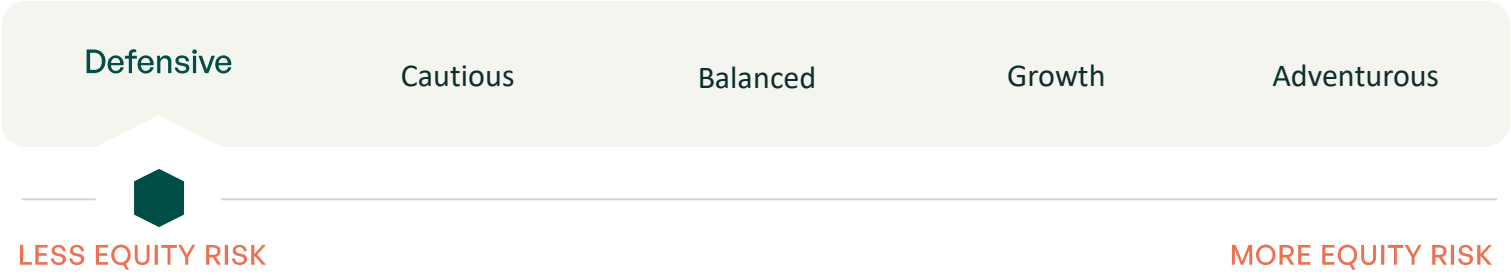 Defensive
Cautious
Balanced
Growth
Adventurous
LESS EQUITY RISK
MORE EQUITY RISK